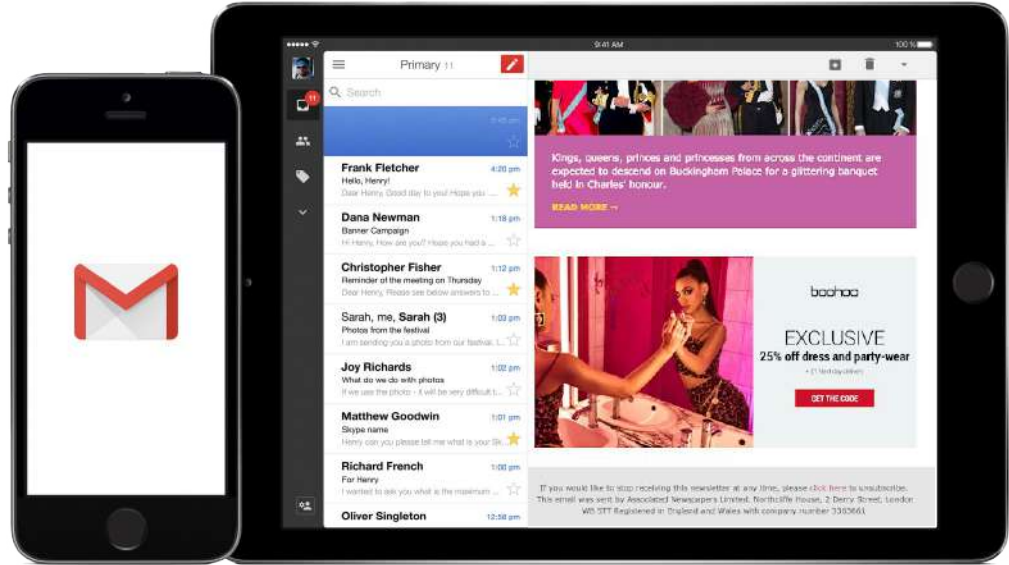 9:41 AM
100 %
Primary 11
11
Search
Frank Fletcher 4:20 pm
Hello, Henry!
Dear Henry, Good day to you! Hope you ...
Dana Newman 1:18 pm
Banner Campaign
Hi Henry, How are you? Hope you had a ...
Christopher Fisher 1:12 pm
Reminder of the meeting on Thursday
Dear Henry, Please see below answers to ...
Sarah, me, Sarah (3) 1:03 pm
Photos from the festival
I am sending you a photo from our festival. I...
Joy Richards 1:02 pm
What do we do with photos
If we use the photo - it will be very difficult t...
Matthew Goodwin 1:01 pm
Skype name
Henry can you please tell me what is your Sk...
Richard French 1:00 pm
For Henry
I wanted to ask you what is the maximum ...
Oliver Singleton 12:58 pm
Kings, queens, princes and princesses from across the continent are
expected to descend on Buckingham Palace for a glittering banquet
held in Charles' honour.
READ MORE
boohoo
EXCLUSIVE
25% off dress and party-wear
GET THE CODE
If you would like to stop receiving this newsletter at any time, please click here to unsubscribe.
This email was sent by Associated Newspapers Limited. Northcliffe House, 2 Derry Street, London
W8 5TT Registered in England and Wales with company number